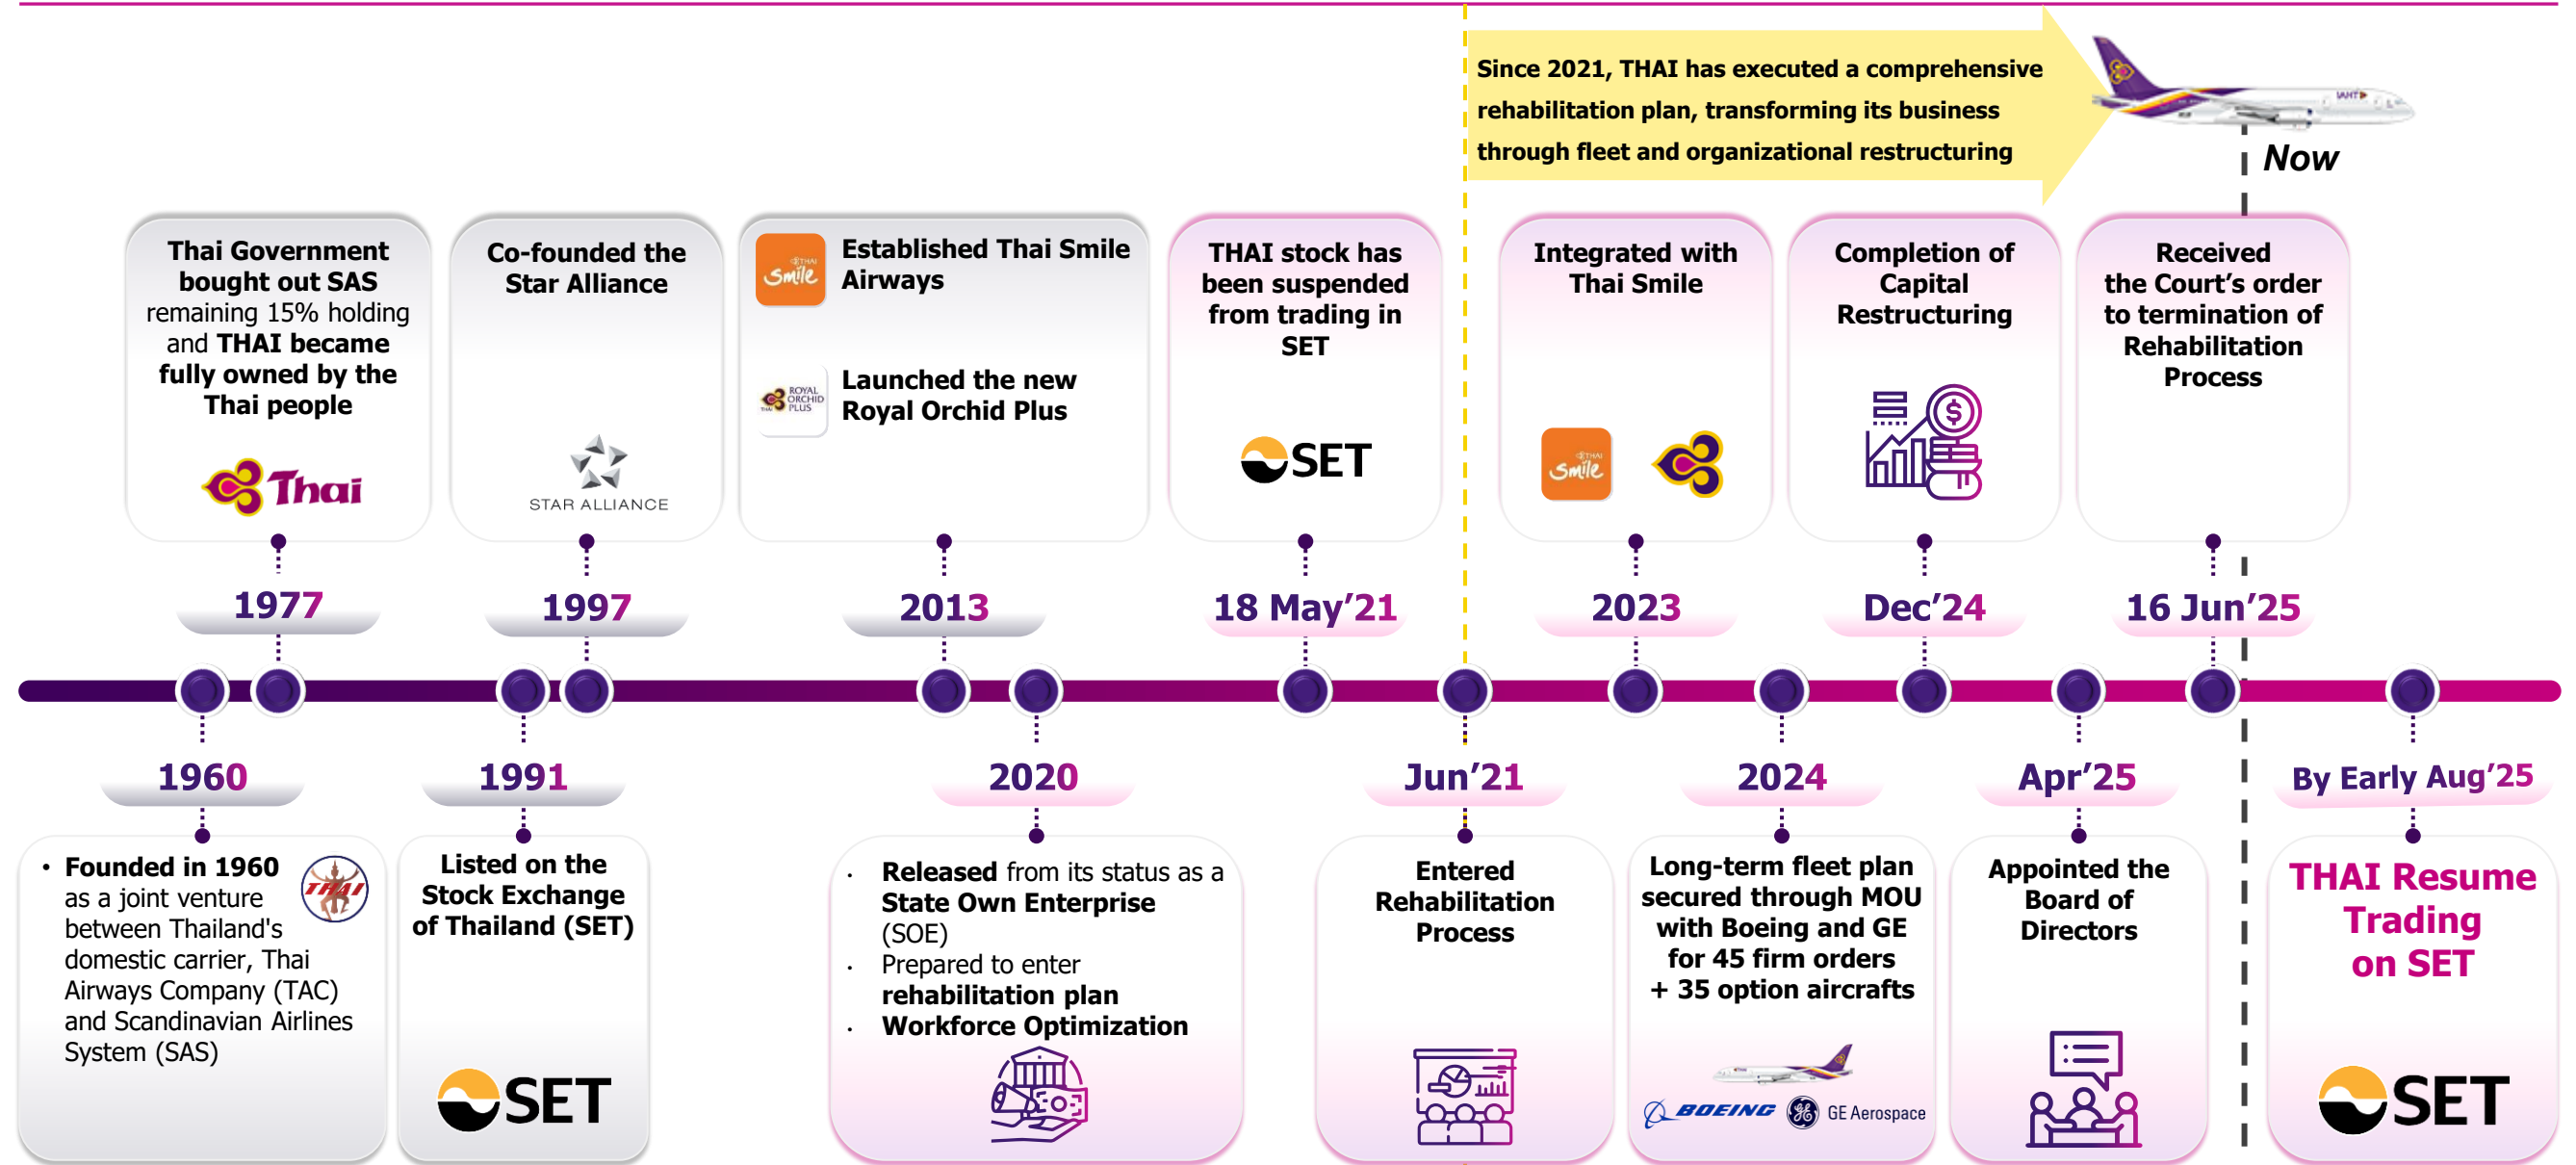 Since 2021, THAI has executed a comprehensive
rehabilitation plan, transforming its business
through fleet and organizational restructuring
Now
Thai Government
bought out SAS
remaining 15% holding
and THAI became
fully owned by the
Thai people
Thai
1977
Co-founded the
Star Alliance
STAR ALLIANCE
1997
THAI
Smile
Established Thai Smile
Airways
THAI
ROYAL
ORCHID
PLUS
Launched the new
Royal Orchid Plus
2013
THAI stock has
been suspended
from trading in
SET
SET
18 May'21
Integrated with
Thai Smile
THAI
Smile
2023
Completion of
Capital
Restructuring
$
Dec'24
Received
the Court's order
to termination of
Rehabilitation
Process
16 Jun'25
1960
• Founded in 1960
as a joint venture
between Thailand's
domestic carrier, Thai
Airways Company (TAC)
and Scandinavian Airlines
System (SAS)
THAI
1991
Listed on the
Stock Exchange
of Thailand (SET)
SET
2020
· Released from its status as a
State Own Enterprise
(SOE)
· Prepared to enter
rehabilitation plan
· Workforce Optimization
Jun'21
Entered
Rehabilitation
Process
2024
Long-term fleet plan
secured through MOU
with Boeing and GE
for 45 firm orders
+ 35 option aircrafts
BOEING
GE Aerospace
Apr'25
Appointed the
Board of
Directors
By Early Aug'25
THAI Resume
Trading
on SET
SET